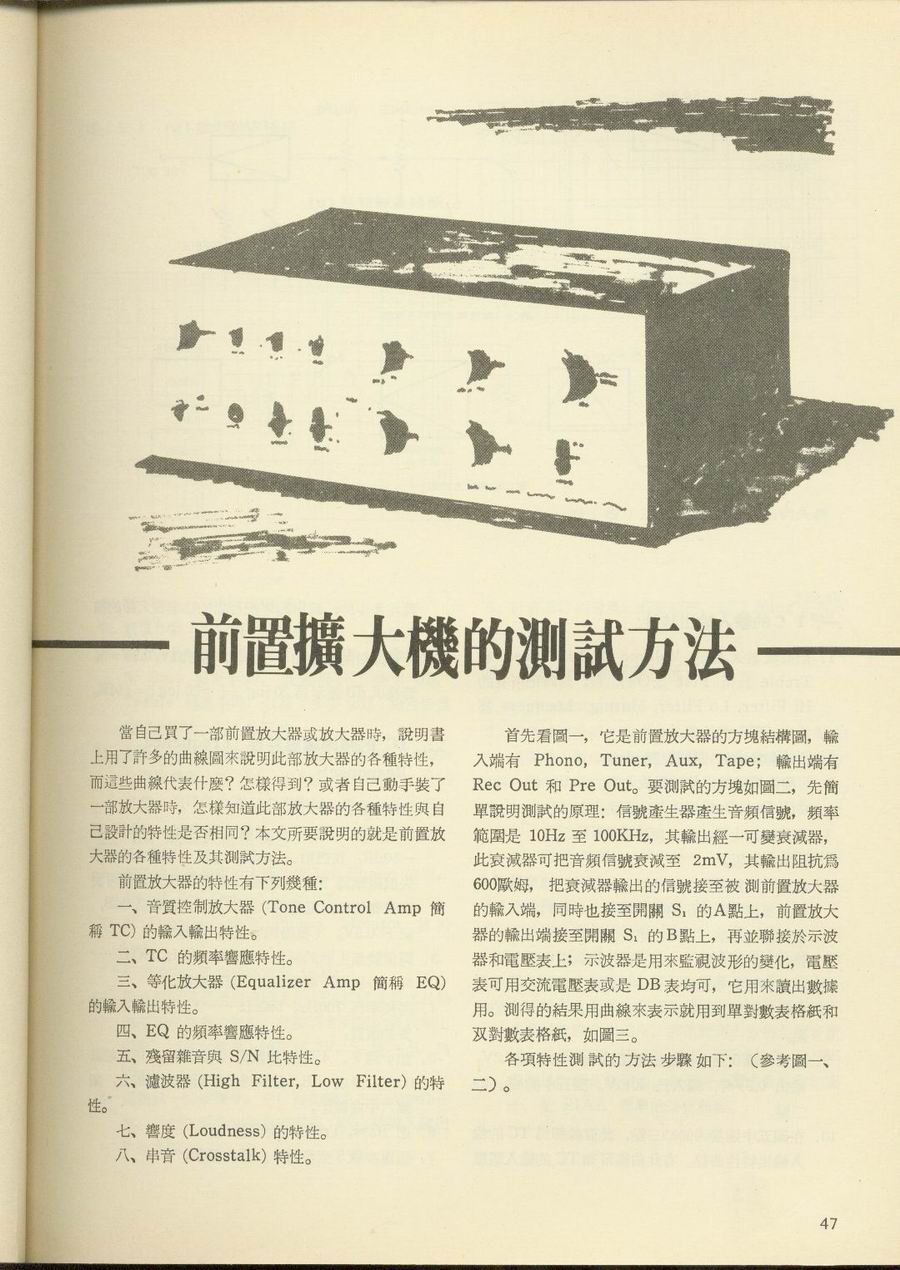 前置擴大機的測試方法
當自己買了一部前置放大器或放大器時，說明書
上用了許多的曲線圖來說明此部放大器的各種特性，
而這些曲線代表什麼？怎樣得到？或者自己動手裝了
一部放大器時，怎樣知道此部放大器的各種特性與自
己設計的特性是否相同？本文所要說明的就是前置放
大器的各種特性及其測試方法。
前置放大器的特性有下列幾種：
一、音質控制放大器 (Tone Control Amp 簡
稱 TC) 的輸入輸出特性。
二、TC 的頻率響應特性。
三、等化放大器 (Equalizer Amp 簡稱 EQ)
的輸入輸出特性。
四、EQ 的頻率響應特性。
五、殘留雜音與 S/N 比特性。
六、濾波器 (High Filter, Low Filter) 的特
性。
七、響度 (Loudness) 的特性。
八、串音 (Crosstalk) 特性。
首先看圖一，它是前置放大器的方塊結構圖，輸
入端有 Phono, Tuner, Aux, Tape；輸出端有
Rec Out 和 Pre Out。要測試的方塊如圖二，先簡
單說明測試的原理：信號產生器產生音頻信號，頻率
範圍是 10Hz 至 100KHz，其輸出經一可變衰減器，
此衰減器可把音頻信號衰減至 2mV，其輸出阻抗爲
600歐姆，把衰減器輸出的信號接至被測前置放大器
的輸入端，同時也接至開關 S₁ 的A點上，前置放大
器的輸出端接至開關 S₁ 的B點上，再並聯接於示波
器和電壓表上；示波器是用來監視波形的變化，電壓
表可用交流電壓表或是 DB 表均可，它用來讀出數據
用。測得的結果用曲線來表示就用到單對數表格紙和
双對數表格紙，如圖三。
各項特性測試的方法步驟如下：（參考圖一、
二）。
47